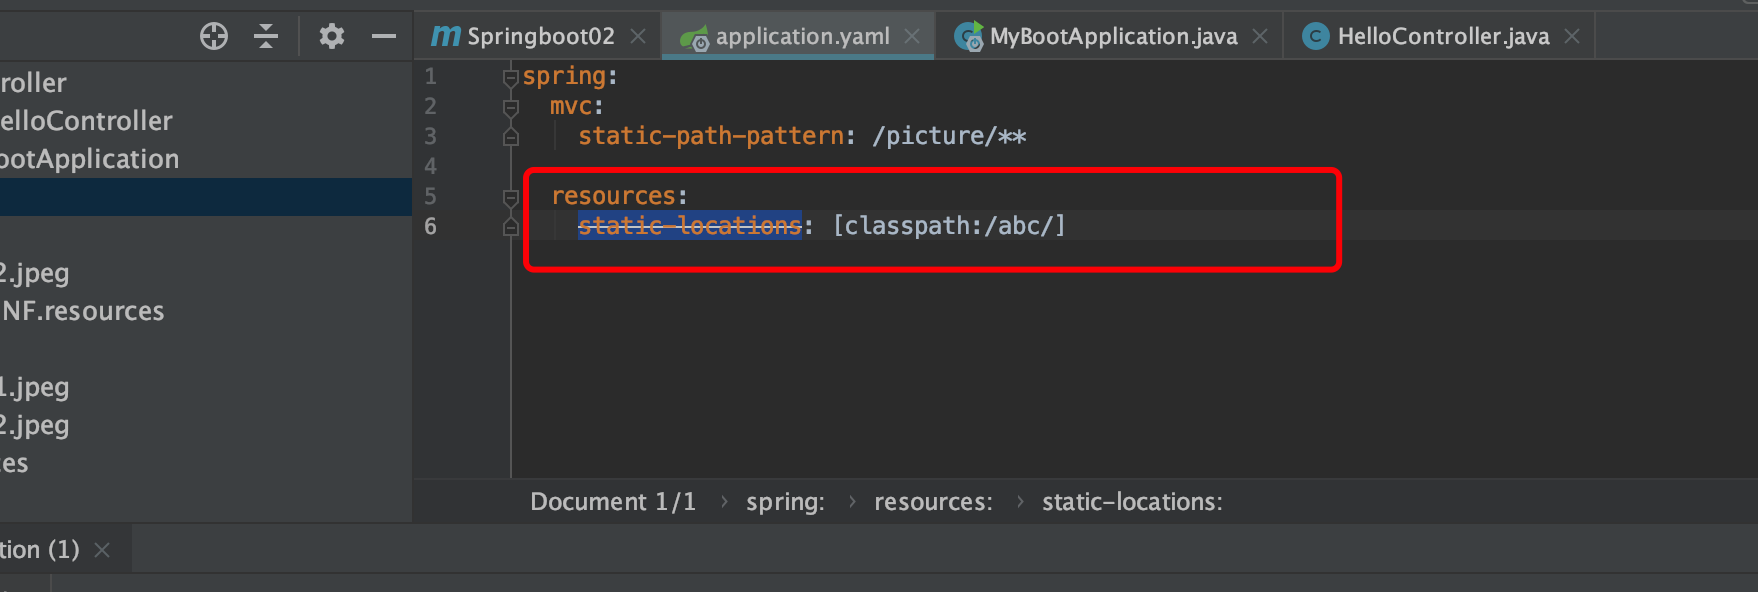 m Springboot02 application.yaml MyBootApplication.java C HelloController.java
roller
elloController
ootApplication
2.jpeg
NF.resources
1.jpeg
2.jpeg
es
1 spring:
2 mvc:
3 static-path-pattern: /picture/**
4
5 resources:
6 static-locations: [classpath:/abc/]
Document 1/1 › spring: › resources: › static-locations:
tion (1)